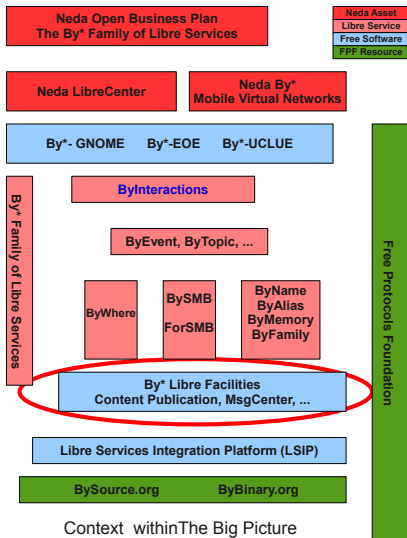 Neda Open Business Plan
The By* Family of Libre Services
Neda Asset
Libre Service
Free Software
FPF Resource
Neda LibreCenter
Neda By*
Mobile Virtual Networks
By*- GNOME By*-EOE By*-UCLUE
By* Family of Libre Services
ByInteractions
ByEvent, ByTopic, ...
ByWhere
BySMB
ForSMB
ByName
ByAlias
ByMemory
ByFamily
Free Protocols Foundation
By* Libre Facilities
Content Publication, MsgCenter, ...
Libre Services Integration Platform (LSIP)
BySource.org ByBinary.org
Context withinThe Big Picture